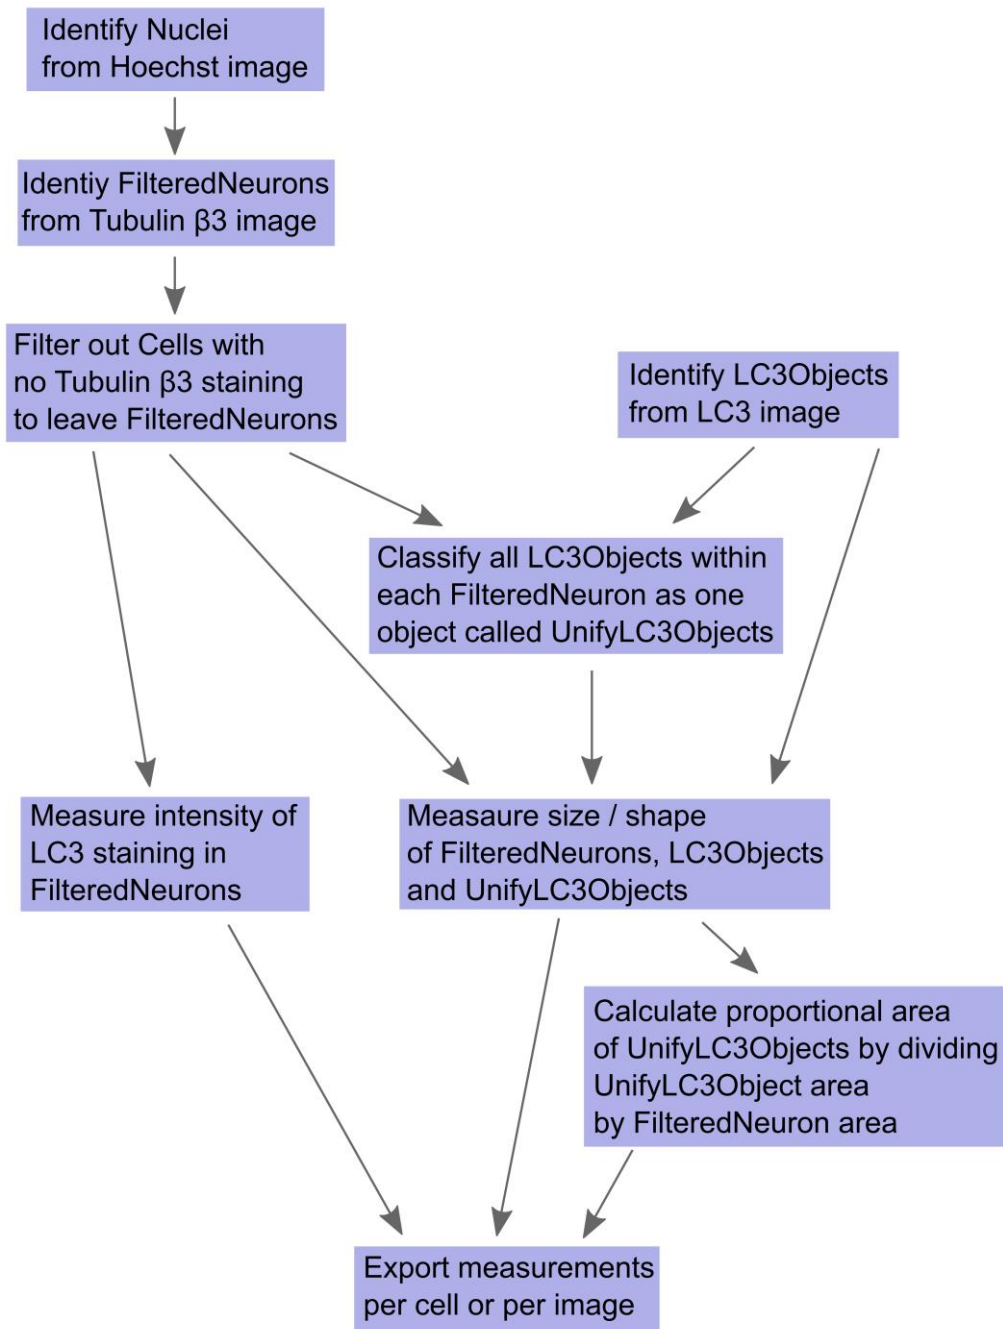 Identify Nuclei
from Hoechst image
Identiy FilteredNeurons
from Tubulin β3 image
Filter out Cells with
no Tubulin β3 staining
to leave FilteredNeurons
Identify LC3Objects
from LC3 image
Classify all LC3Objects within
each FilteredNeuron as one
object called UnifyLC3Objects
Measure intensity of
LC3 staining in
FilteredNeurons
Measaure size / shape
of FilteredNeurons, LC3Objects
and UnifyLC3Objects
Calculate proportional area
of UnifyLC3Objects by dividing
UnifyLC3Object area
by FilteredNeuron area
Export measurements
per cell or per image